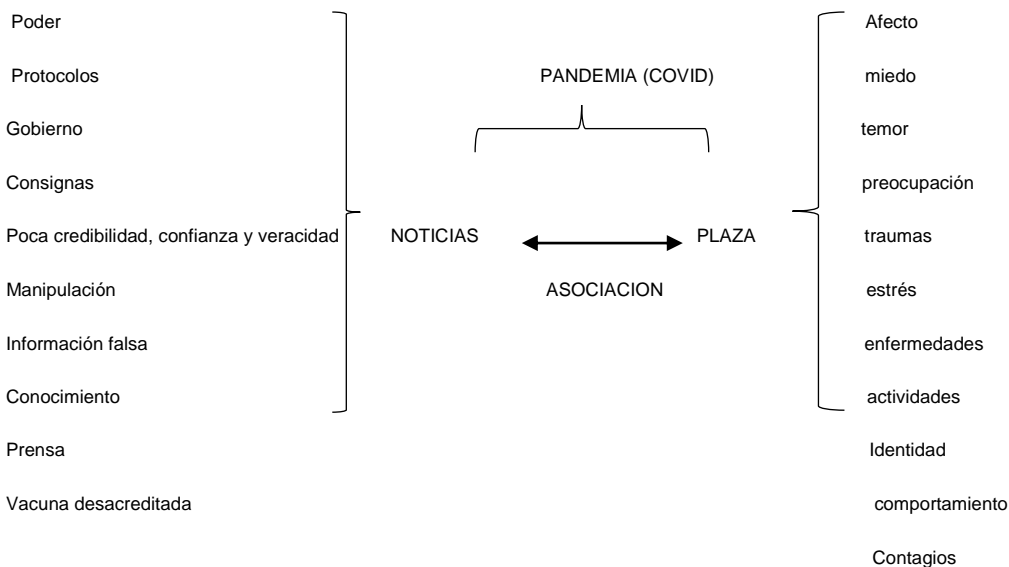 Poder
Protocolos
Gobierno
Consignas
Poca credibilidad, confianza y veracidad
Manipulación
Información falsa
Conocimiento
Prensa
Vacuna desacreditada
PANDEMIA (COVID)
NOTICIAS
PLAZA
ASOCIACION
Afecto
miedo
temor
preocupación
traumas
estrés
enfermedades
actividades
Identidad
comportamiento
Contagios